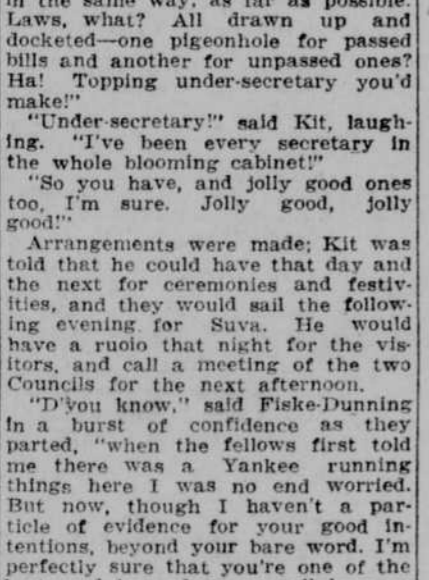 in the same way, as far as possible.
Laws, what? All drawn up and
docketed—one pigeonhole for passed
bills and another for unpassed ones?
Ha! Topping under-secretary you'd
make!"
"Under-secretary!" said Kit, laugh-
ing. "I've been every secretary in
the whole blooming cabinet!"
"So you have, and jolly good ones
too, I'm sure. Jolly good, jolly
good!"
Arrangements were made; Kit was
told that he could have that day and
the next for ceremonies and festiv-
ities, and they would sail the follow-
ing evening for Suva. He would
have a ruoio that night for the vis-
itors, and call a meeting of the two
Councils for the next afternoon.
"D'you know," said Fiske-Dunning
in a burst of confidence as they
parted, "when the fellows first told
me there was a Yankee running
things here I was no end worried.
But now, though I haven't a par-
ticle of evidence for your good in-
tentions, beyond your bare word. I'm
perfectly sure that you're one of the